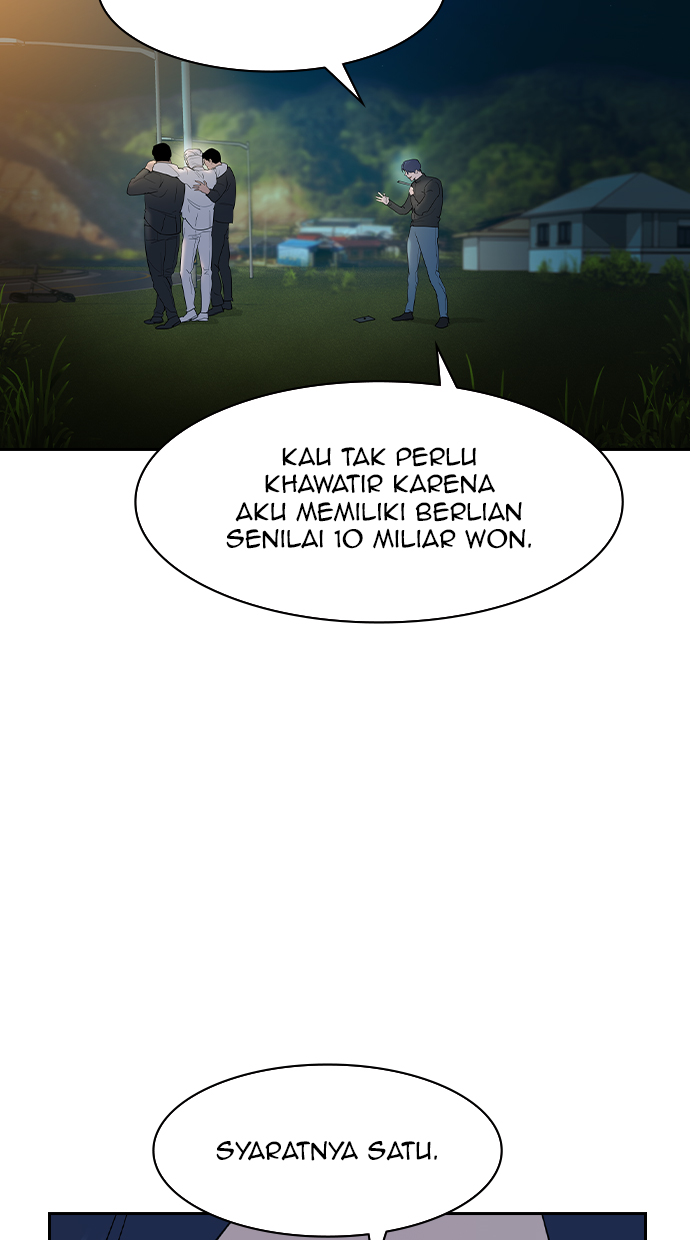 KAU TAK PERLU
KHAWATIR KARENA
AKU MEMILIKI BERLIAN
SENILAI 10 MILIAR WON.
SYARATNYA SATU.